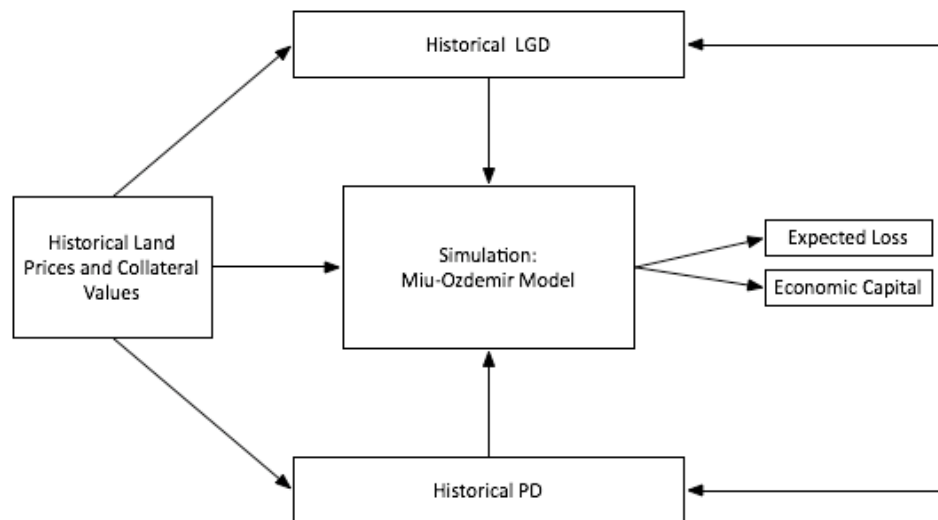 Historical LGD
Historical Land
Prices and Collateral
Values
Simulation:
Miu-Ozdemir Model
Expected Loss
Economic Capital
Historical PD